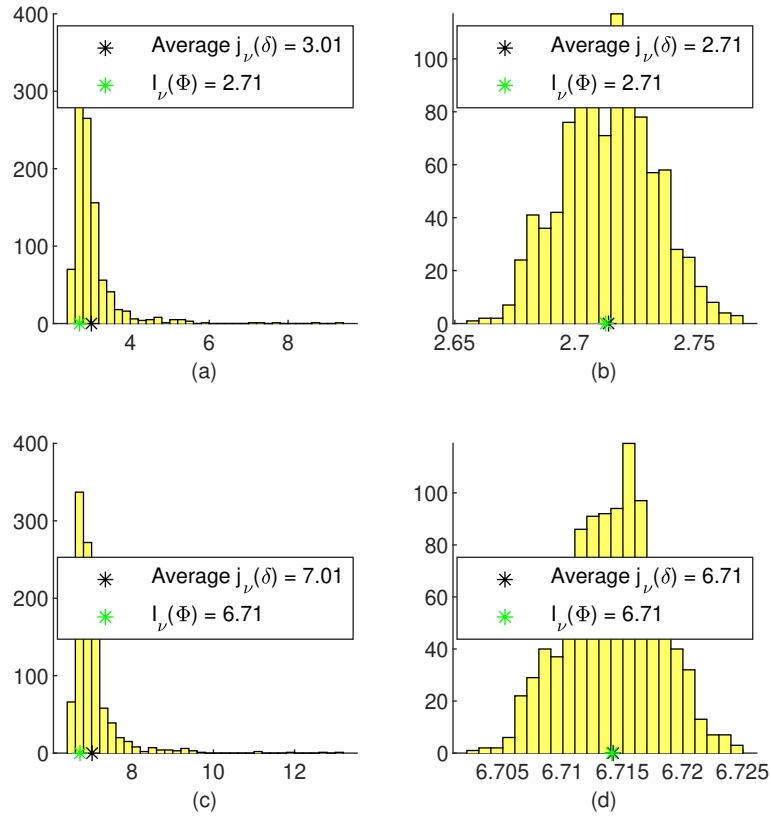 400
300
200
100
0
Average j_ν(δ) = 3.01
I_ν(Φ) = 2.71
4 6 8
(a)
100
80
60
40
20
0
Average j_ν(δ) = 2.71
I_ν(Φ) = 2.71
2.65 2.7 2.75
(b)
400
300
200
100
0
Average j_ν(δ) = 7.01
I_ν(Φ) = 6.71
8 10 12
(c)
100
80
60
40
20
0
Average j_ν(δ) = 6.71
I_ν(Φ) = 6.71
6.705 6.71 6.715 6.72 6.725
(d)